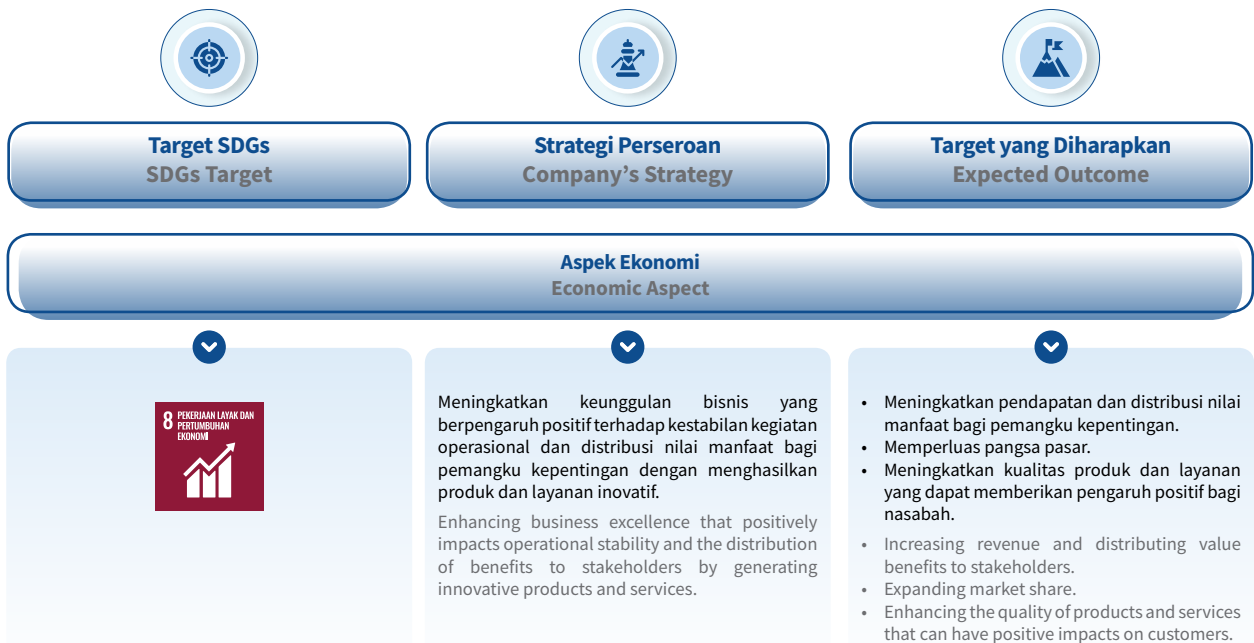 Target SDGs
SDGs Target
Strategi Perseroan
Company's Strategy
Target yang Diharapkan
Expected Outcome
Aspek Ekonomi
Economic Aspect
8 PEKERJAAN LAYAK DAN
PERTUMBUHAN
EKONOMI
Meningkatkan keunggulan bisnis yang
berpengaruh positif terhadap kestabilan kegiatan
operasional dan distribusi nilai manfaat bagi
pemangku kepentingan dengan menghasilkan
produk dan layanan inovatif.
Enhancing business excellence that positively
impacts operational stability and the distribution
of benefits to stakeholders by generating
innovative products and services.
• Meningkatkan pendapatan dan distribusi nilai
manfaat bagi pemangku kepentingan.
• Memperluas pangsa pasar.
• Meningkatkan kualitas produk dan layanan
yang dapat memberikan pengaruh positif bagi
nasabah.
• Increasing revenue and distributing value
benefits to stakeholders.
• Expanding market share.
• Enhancing the quality of products and services
that can have positive impacts on customers.